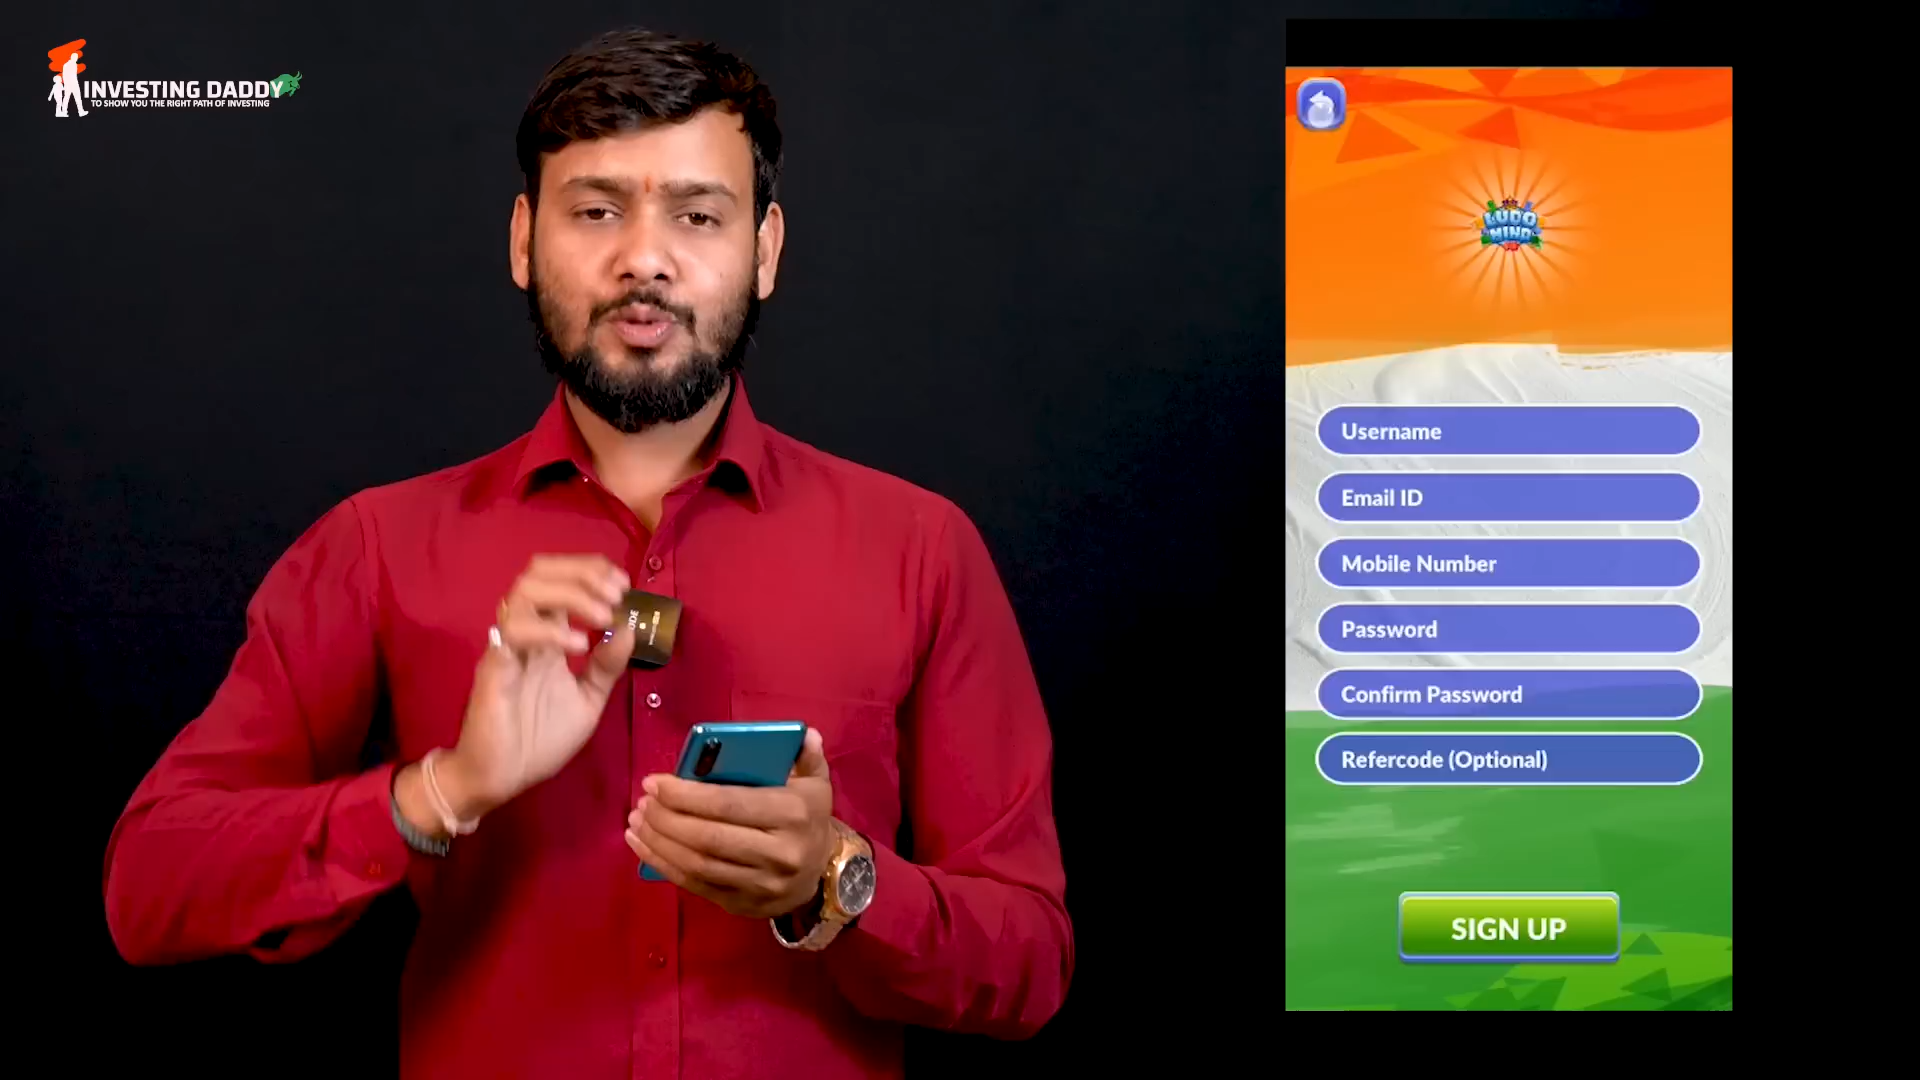 INVESTING DADDY
TO SHOW YOU THE RIGHT PATH OF INVESTING
LUDO
MIND
Username
Email ID
Mobile Number
Password
Confirm Password
Refercode (Optional)
SIGN UP